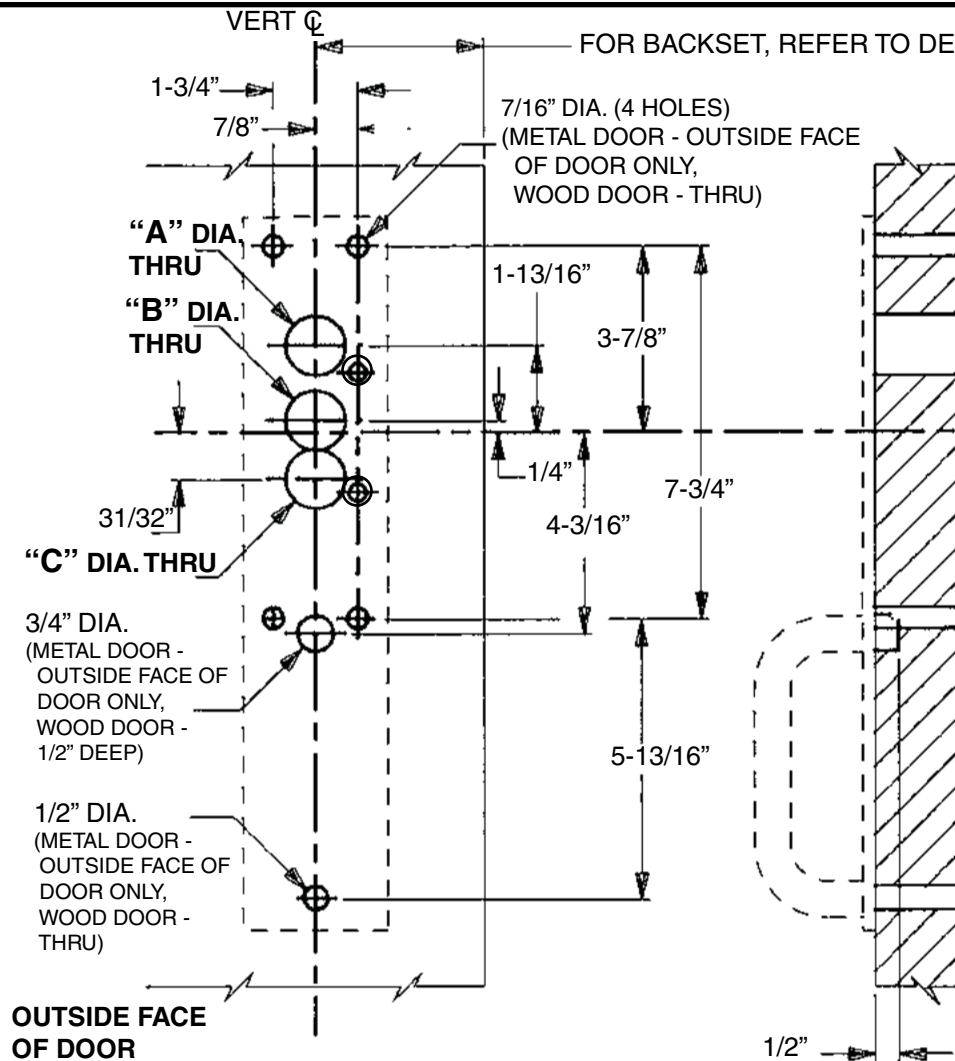 VERT ℄
FOR BACKSET, REFER TO DE
1-3/4”
7/8”
7/16” DIA. (4 HOLES)
(METAL DOOR - OUTSIDE FACE
OF DOOR ONLY,
WOOD DOOR - THRU)
“A” DIA.
THRU
“B” DIA.
THRU
1-13/16”
3-7/8”
1/4”
7-3/4”
31/32”
4-3/16”
“C” DIA. THRU
3/4” DIA.
(METAL DOOR -
OUTSIDE FACE OF
DOOR ONLY,
WOOD DOOR -
1/2” DEEP)
5-13/16”
1/2” DIA.
(METAL DOOR -
OUTSIDE FACE OF
DOOR ONLY,
WOOD DOOR -
THRU)
OUTSIDE FACE
OF DOOR
1/2”